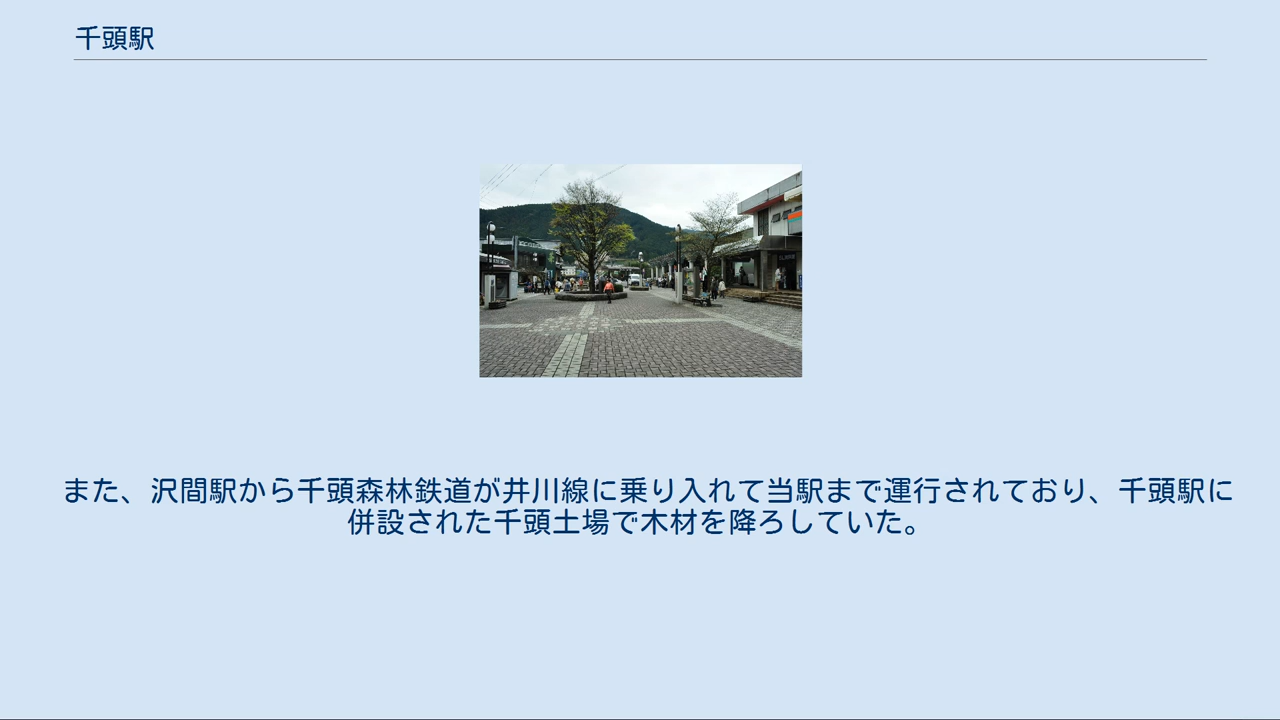 千頭駅
また、沢間駅から千頭森林鉄道が井川線に乗り入れて当駅まで運行されており、千頭駅に
併設された千頭土場で木材を降ろしていた。